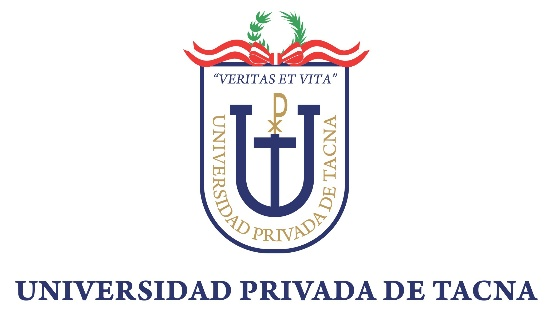 “VERITAS ET VITA”
UNIVERSIDAD PRIVADA DE TACNA
UNIVERSIDAD PRIVADA DE TACNA